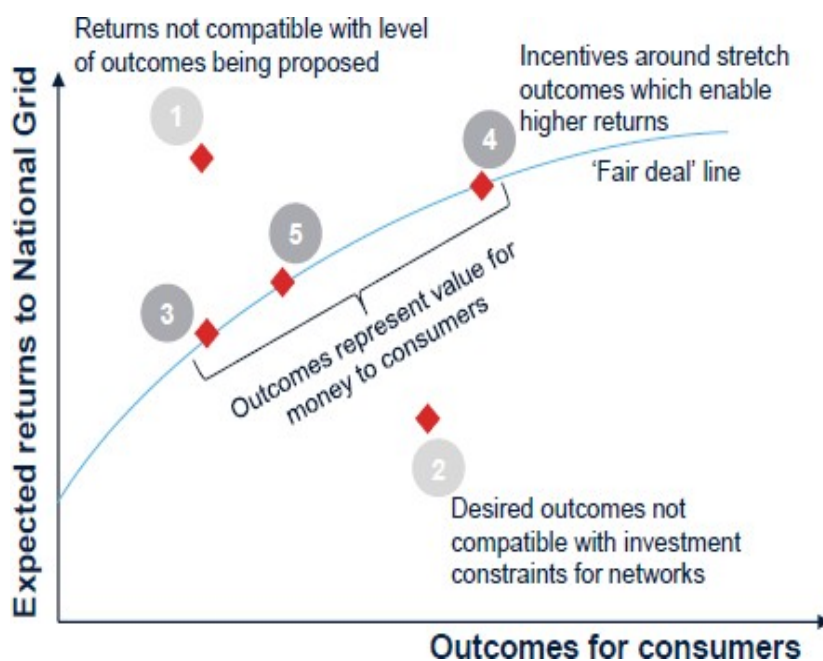 Returns not compatible with level
of outcomes being proposed
Incentives around stretch
outcomes which enable
higher returns
1
4
'Fair deal' line
5
3
Outcomes represent value for
money to consumers
2
Desired outcomes not
compatible with investment
constraints for networks
Expected returns to National Grid
Outcomes for consumers